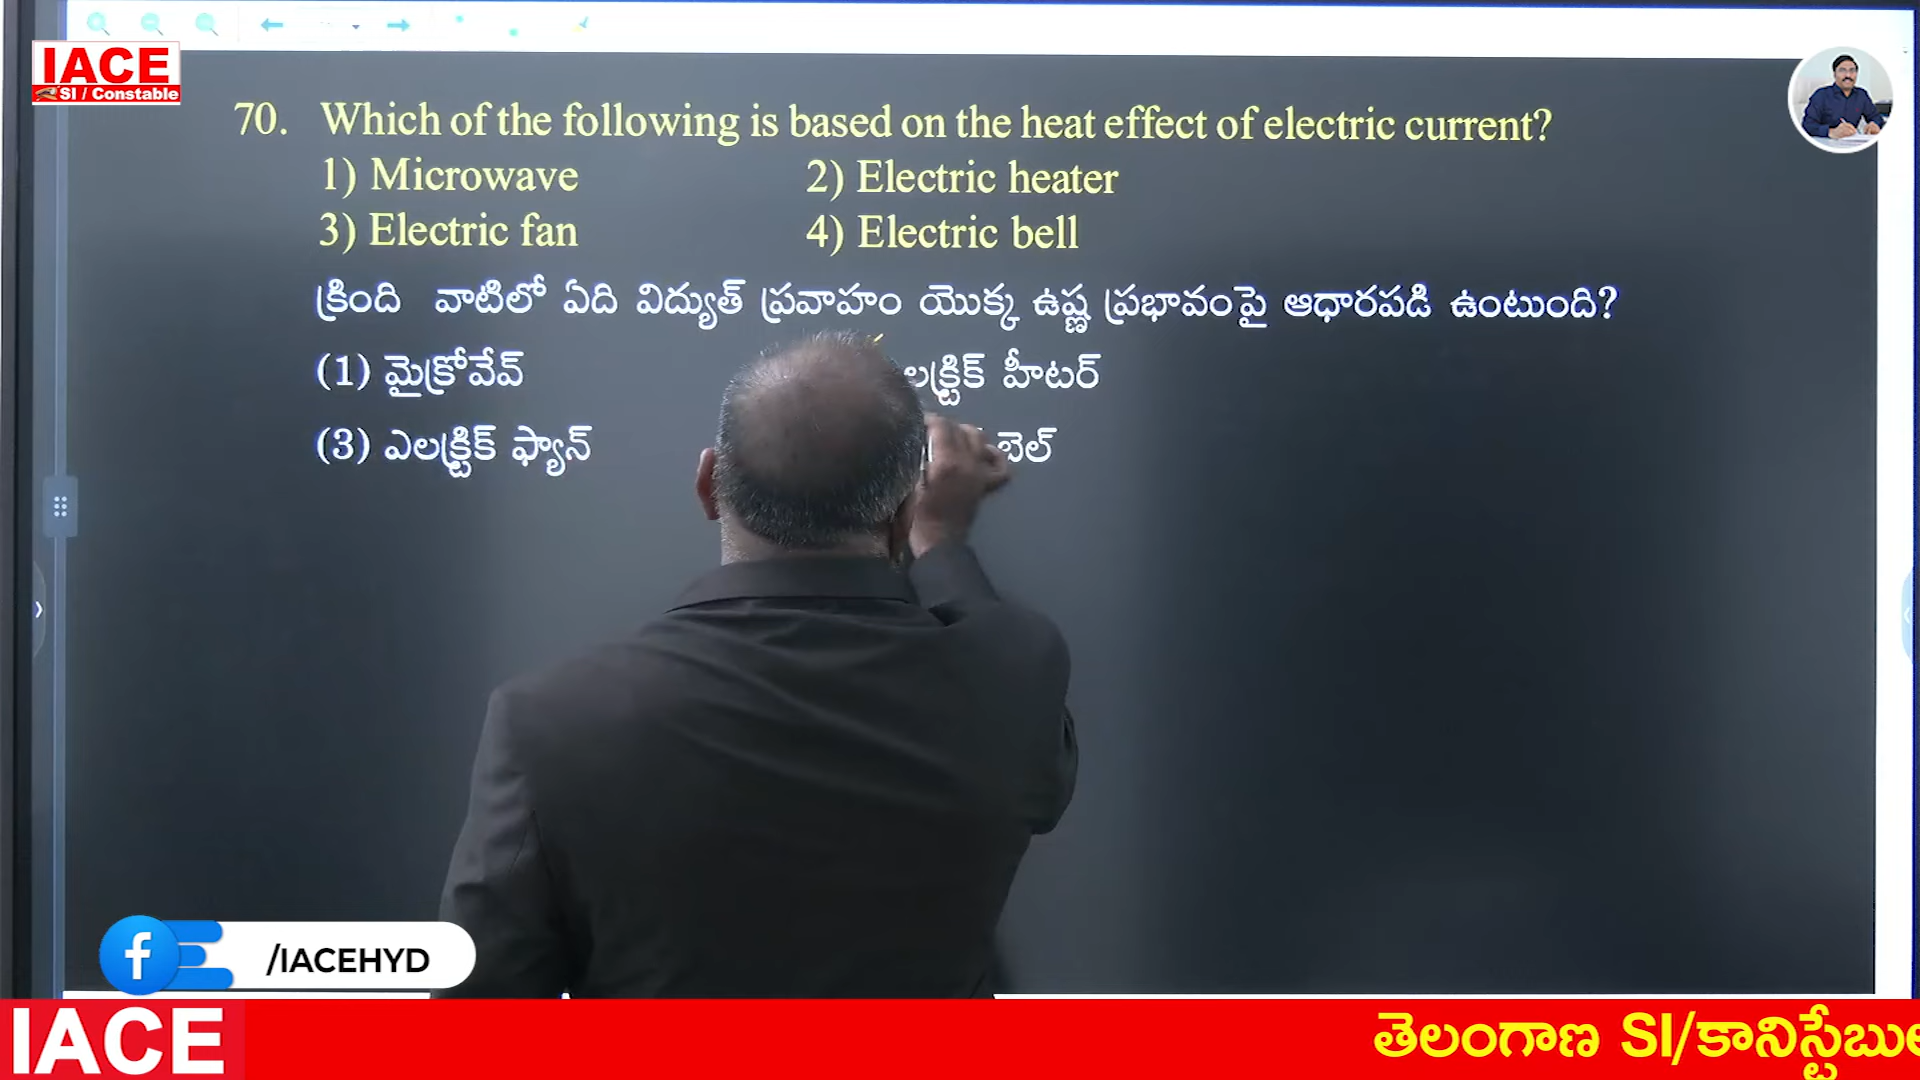 IACE
SI / Constable
70. Which of the following is based on the heat effect of electric current?
1) Microwave 2) Electric heater
3) Electric fan 4) Electric bell
క్రింది వాటిలో ఏది విద్యుత్ ప్రవాహం యొక్క ఉష్ణ ప్రభావంపై ఆధారపడి ఉంటుంది?
(1) మైక్రోవేవ్ హీటర్
(3) ఎలక్ట్రిక్ ఫ్యాన్ బెల్
f /IACEHYD
IACE తెలంగాణ SI/కానిస్టేబుల